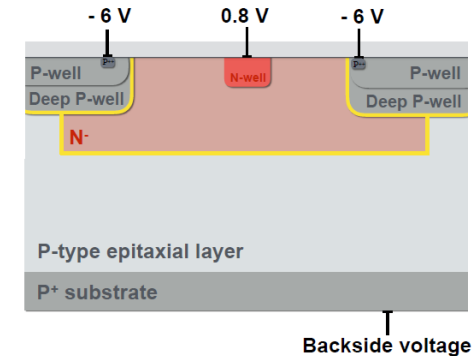 - 6 V
0.8 V
- 6 V
P++
P++
P-well
N-well
P-well
Deep P-well
Deep P-well
N-
P-type epitaxial layer
P+ substrate
Backside voltage